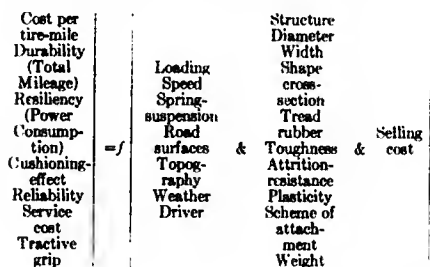 Cost per
tire-mile
Durability
(Total
Mileage)
Resiliency
(Power
Consump-
tion)
Cushioning-
effect
Reliability
Service
cost
Tractive
grip
=f
Loading
Speed
Spring-
suspension
Road
surfaces
Topog-
raphy
Weather
Driver
&
Structure
Diameter
Width
Shape
cross-
section
Tread
rubber
Toughness
Attrition-
resistance
Plasticity
Scheme of
attach-
ment
Weight
&
Selling
cost